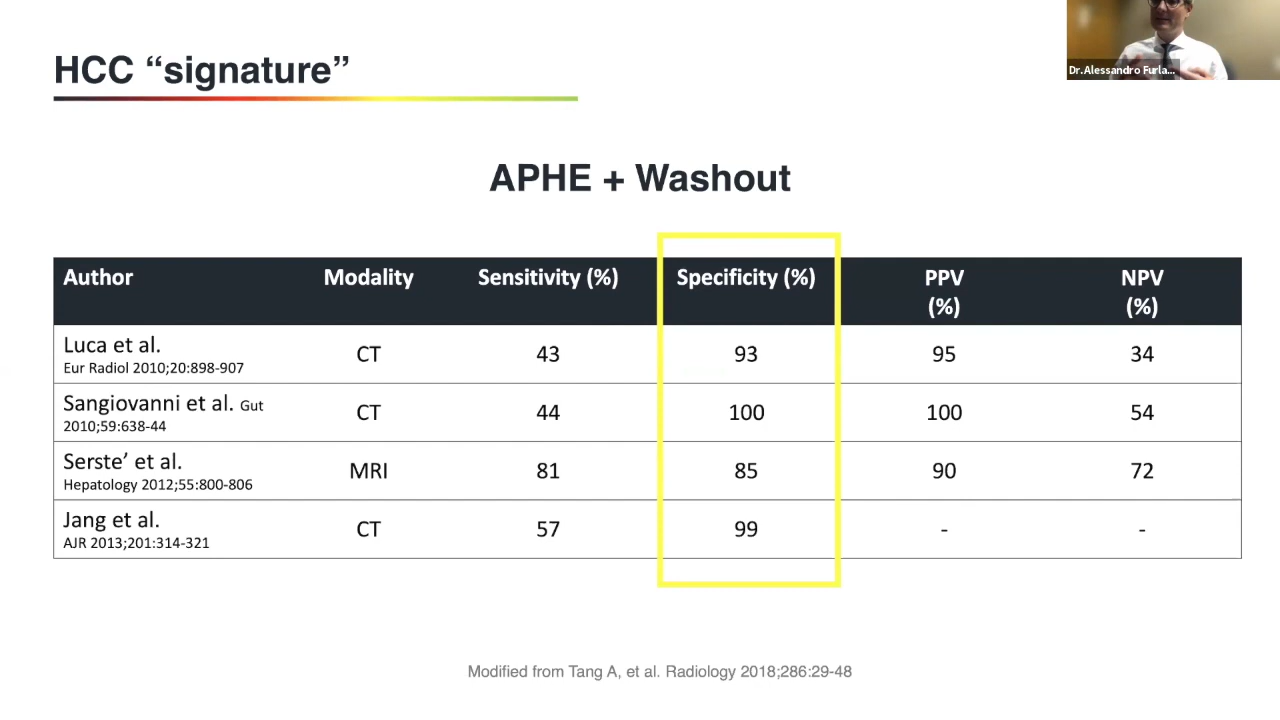 HCC “signature”
Dr.Alessandro Furla...
APHE + Washout
Author Modality Sensitivity (%) Specificity (%) PPV (%) NPV (%)
Luca et al. CT 43 93 95 34
Eur Radiol 2010;20:898-907
Sangiovanni et al. Gut CT 44 100 100 54
2010;59:638-44
Serste’ et al. MRI 81 85 90 72
Hepatology 2012;55:800-806
Jang et al. CT 57 99 - -
AJR 2013;201:314-321
Modified from Tang A, et al. Radiology 2018;286:29-48